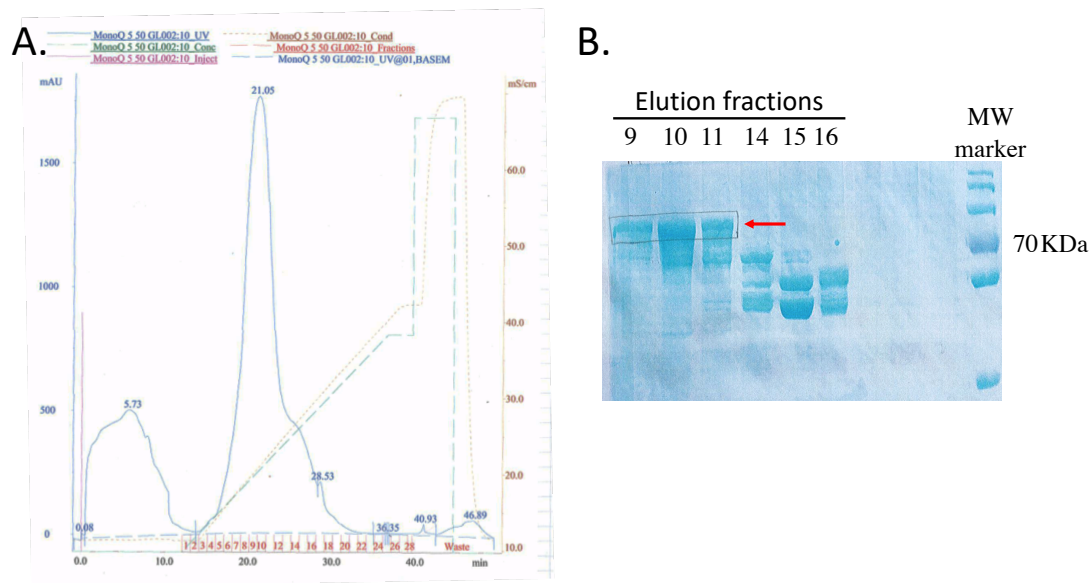 A.
MonoQ 5 50 GL002:10_UV
MonoQ 5 50 GL002:10_Cond
MonoQ 5 50 GL002:10_Conc
MonoQ 5 50 GL002:10_Fractions
MonoQ 5 50 GL002:10_Inject
MonoQ 5 50 GL002:10_UV@01,BASEM
mAU
mS/cm
21.05
1500
60.0
50.0
1000
40.0
5.73
500
30.0
28.53
20.0
0.08
36.35
40.93
46.89
0
10.0
1 2 3 4 5 6 7 8 9 10 12 14 16 18 20 22 24 26 28 Waste
0.0 10.0 20.0 30.0 40.0 min
B.
Elution fractions
9 10 11 14 15 16
MW
marker
70 KDa